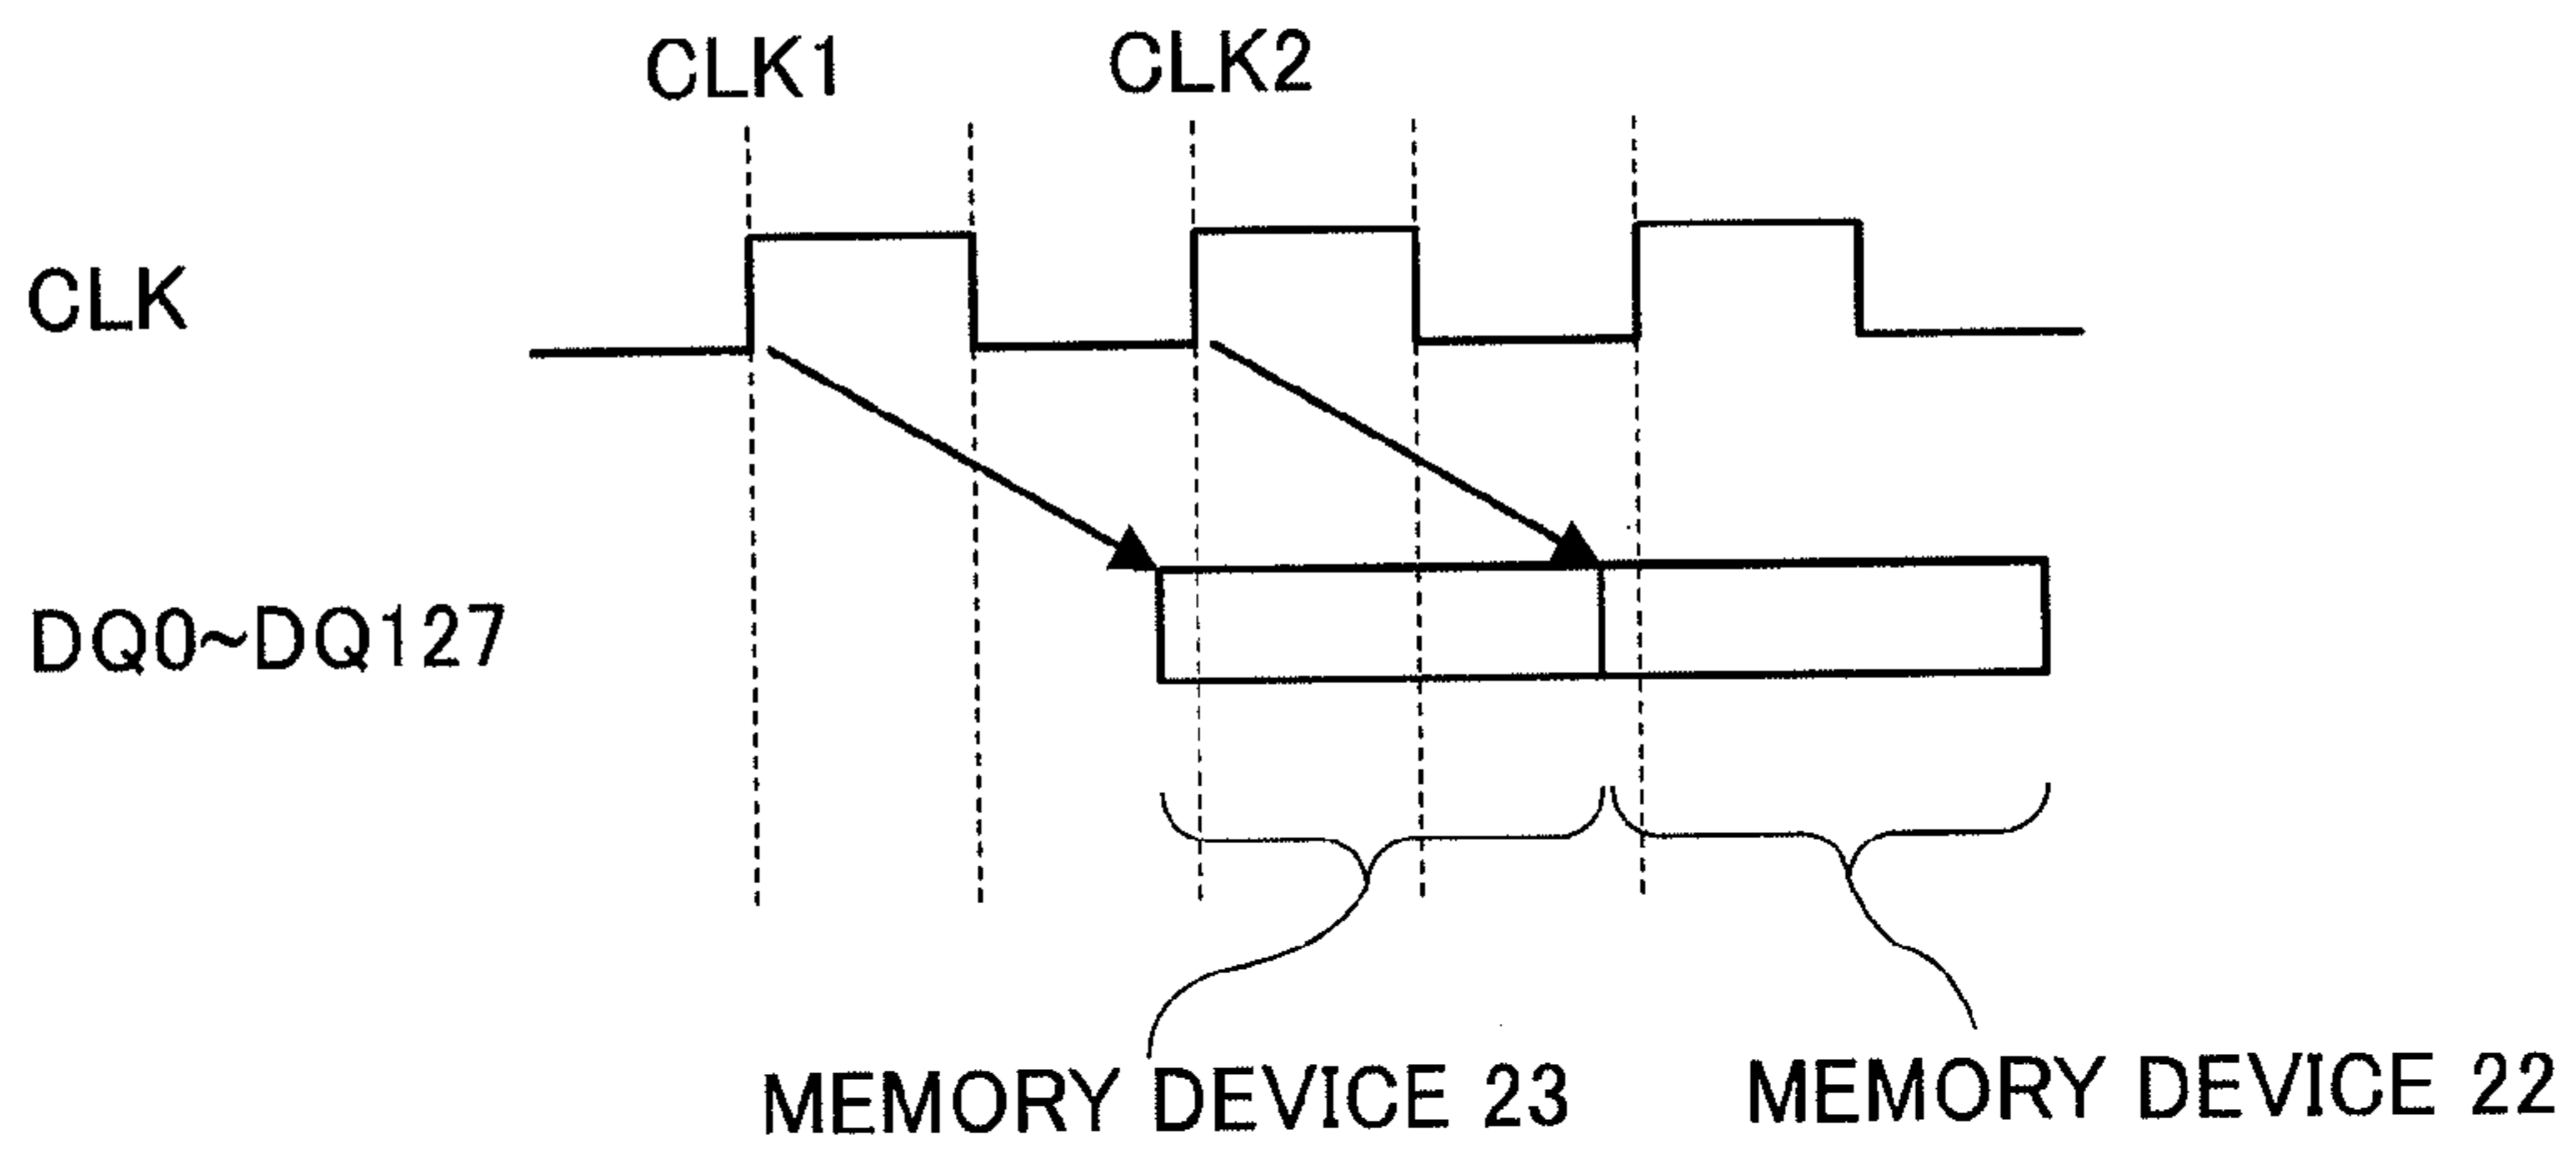 CLK1
CLK2
CLK
DQ0~DQ127
MEMORY DEVICE 23
MEMORY DEVICE 22